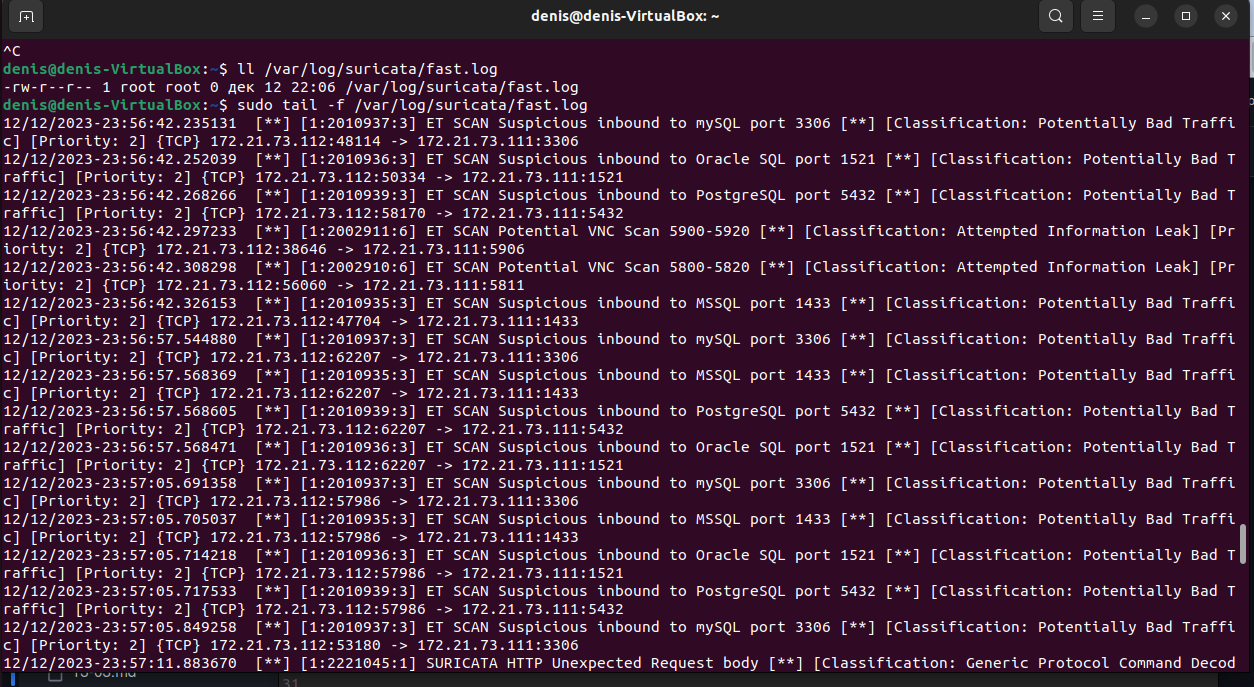 denis@denis-VirtualBox: ~
^C
denis@denis-VirtualBox:~$ ll /var/log/suricata/fast.log
-rw-r--r-- 1 root root 0 дек 12 22:06 /var/log/suricata/fast.log
denis@denis-VirtualBox:~$ sudo tail -f /var/log/suricata/fast.log
12/12/2023-23:56:42.235131  [**] [1:2010937:3] ET SCAN Suspicious inbound to mySQL port 3306 [**] [Classification: Potentially Bad Traffi
c] [Priority: 2] {TCP} 172.21.73.112:48114 -> 172.21.73.111:3306
12/12/2023-23:56:42.252039  [**] [1:2010936:3] ET SCAN Suspicious inbound to Oracle SQL port 1521 [**] [Classification: Potentially Bad T
raffic] [Priority: 2] {TCP} 172.21.73.112:50334 -> 172.21.73.111:1521
12/12/2023-23:56:42.268266  [**] [1:2010939:3] ET SCAN Suspicious inbound to PostgreSQL port 5432 [**] [Classification: Potentially Bad T
raffic] [Priority: 2] {TCP} 172.21.73.112:58170 -> 172.21.73.111:5432
12/12/2023-23:56:42.297233  [**] [1:2002911:6] ET SCAN Potential VNC Scan 5900-5920 [**] [Classification: Attempted Information Leak] [Pr
iority: 2] {TCP} 172.21.73.112:38646 -> 172.21.73.111:5906
12/12/2023-23:56:42.308298  [**] [1:2002910:6] ET SCAN Potential VNC Scan 5800-5820 [**] [Classification: Attempted Information Leak] [Pr
iority: 2] {TCP} 172.21.73.112:56060 -> 172.21.73.111:5811
12/12/2023-23:56:42.326153  [**] [1:2010935:3] ET SCAN Suspicious inbound to MSSQL port 1433 [**] [Classification: Potentially Bad Traffi
c] [Priority: 2] {TCP} 172.21.73.112:47704 -> 172.21.73.111:1433
12/12/2023-23:56:57.544880  [**] [1:2010937:3] ET SCAN Suspicious inbound to mySQL port 3306 [**] [Classification: Potentially Bad Traffi
c] [Priority: 2] {TCP} 172.21.73.112:62207 -> 172.21.73.111:3306
12/12/2023-23:56:57.568369  [**] [1:2010935:3] ET SCAN Suspicious inbound to MSSQL port 1433 [**] [Classification: Potentially Bad Traffi
c] [Priority: 2] {TCP} 172.21.73.112:62207 -> 172.21.73.111:1433
12/12/2023-23:56:57.568605  [**] [1:2010939:3] ET SCAN Suspicious inbound to PostgreSQL port 5432 [**] [Classification: Potentially Bad T
raffic] [Priority: 2] {TCP} 172.21.73.112:62207 -> 172.21.73.111:5432
12/12/2023-23:56:57.568471  [**] [1:2010936:3] ET SCAN Suspicious inbound to Oracle SQL port 1521 [**] [Classification: Potentially Bad T
raffic] [Priority: 2] {TCP} 172.21.73.112:62207 -> 172.21.73.111:1521
12/12/2023-23:57:05.691358  [**] [1:2010937:3] ET SCAN Suspicious inbound to mySQL port 3306 [**] [Classification: Potentially Bad Traffi
c] [Priority: 2] {TCP} 172.21.73.112:57986 -> 172.21.73.111:3306
12/12/2023-23:57:05.705037  [**] [1:2010935:3] ET SCAN Suspicious inbound to MSSQL port 1433 [**] [Classification: Potentially Bad Traffi
c] [Priority: 2] {TCP} 172.21.73.112:57986 -> 172.21.73.111:1433
12/12/2023-23:57:05.714218  [**] [1:2010936:3] ET SCAN Suspicious inbound to Oracle SQL port 1521 [**] [Classification: Potentially Bad T
raffic] [Priority: 2] {TCP} 172.21.73.112:57986 -> 172.21.73.111:1521
12/12/2023-23:57:05.717533  [**] [1:2010939:3] ET SCAN Suspicious inbound to PostgreSQL port 5432 [**] [Classification: Potentially Bad T
raffic] [Priority: 2] {TCP} 172.21.73.112:57986 -> 172.21.73.111:5432
12/12/2023-23:57:05.849258  [**] [1:2010937:3] ET SCAN Suspicious inbound to mySQL port 3306 [**] [Classification: Potentially Bad Traffi
c] [Priority: 2] {TCP} 172.21.73.112:53180 -> 172.21.73.111:3306
12/12/2023-23:57:11.883670  [**] [1:2221045:1] SURICATA HTTP Unexpected Request body [**] [Classification: Generic Protocol Command Decod
31